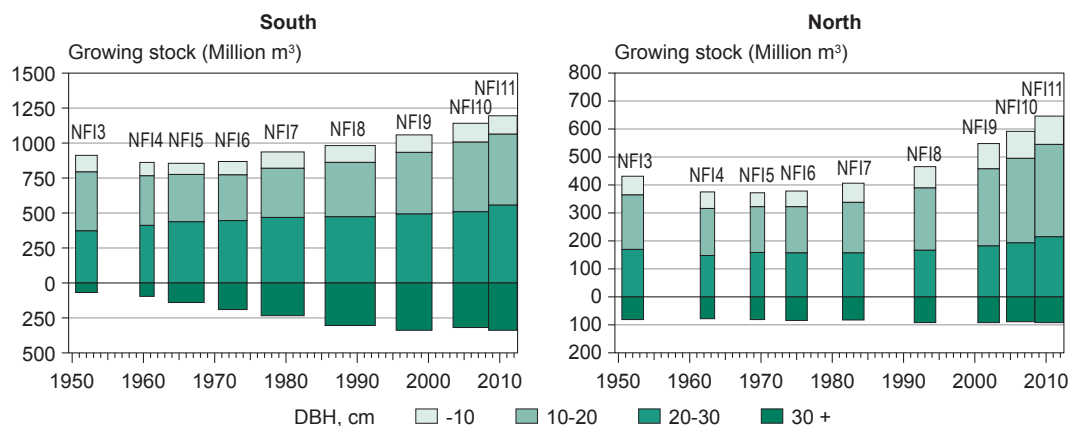 South
Growing stock (Million m³)
1500
1250
1000
750
500
250
0
250
500
NFI3
NFI4
NFI5
NFI6
NFI7
NFI8
NFI9
NFI10
NFI11
1950 1960 1970 1980 1990 2000 2010
North
Growing stock (Million m³)
800
700
600
500
400
300
200
100
0
100
200
NFI3
NFI4
NFI5
NFI6
NFI7
NFI8
NFI9
NFI10
NFI11
1950 1960 1970 1980 1990 2000 2010
DBH, cm -10 10-20 20-30 30 +